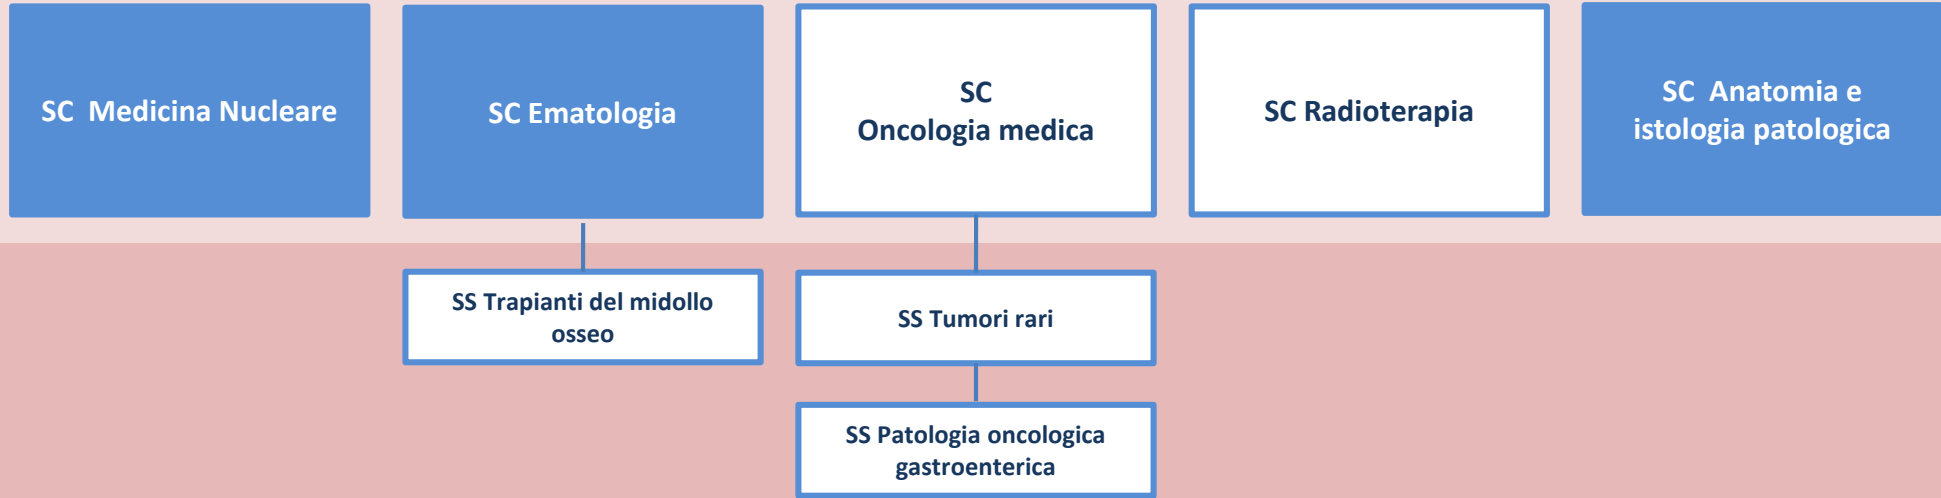 SC Medicina Nucleare
SC Ematologia
SC
Oncologia medica
SC Radioterapia
SC Anatomia e
istologia patologica
SS Trapianti del midollo
osseo
SS Tumori rari
SS Patologia oncologica
gastroenterica